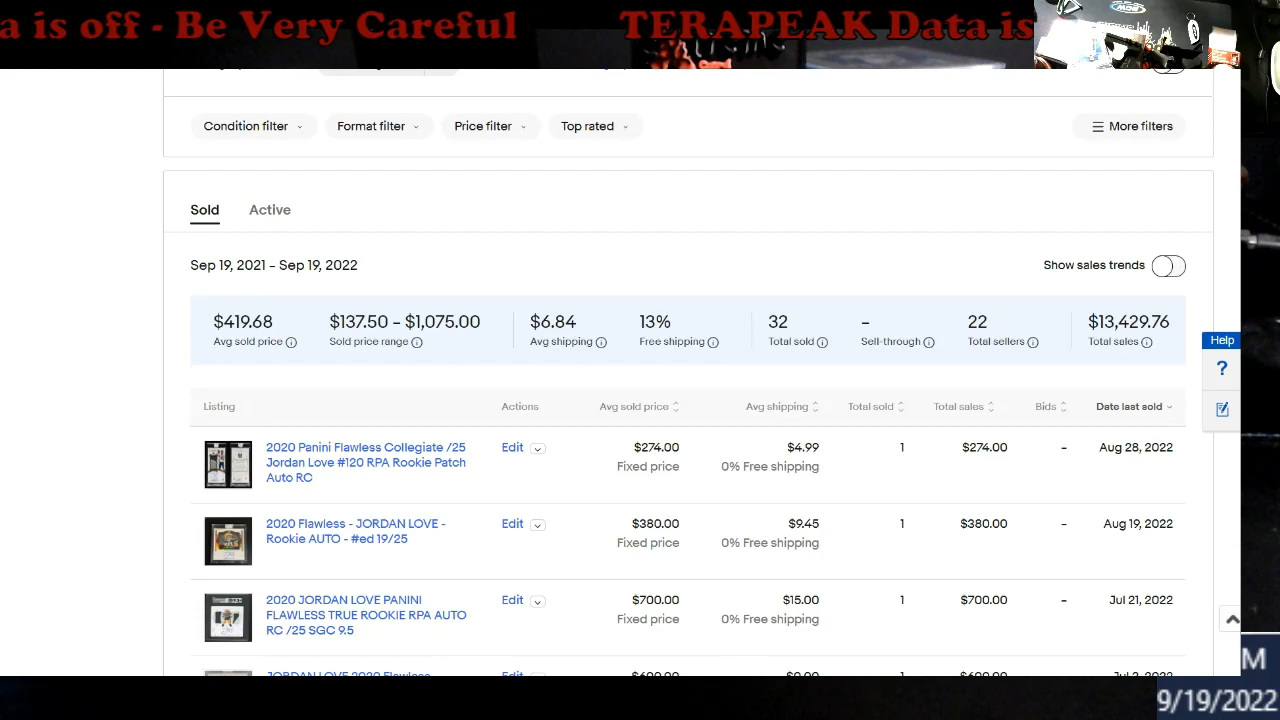 a is off - Be Very Careful TERAPEAK Data is
Condition filter Format filter Price filter Top rated More filters
Sold Active
Sep 19, 2021 – Sep 19, 2022 Show sales trends
$419.68 $137.50 – $1,075.00 $6.84 13% 32 – 22 $13,429.76
Avg sold price Sold price range Avg shipping Free shipping Total sold Sell-through Total sellers Total sales
Help
?
Listing Actions Avg sold price Avg shipping Total sold Total sales Bids Date last sold
2020 Panini Flawless Collegiate /25 Edit $274.00 $4.99 1 $274.00 – Aug 28, 2022
Jordan Love #120 RPA Rookie Patch Fixed price 0% Free shipping
Auto RC
2020 Flawless - JORDAN LOVE - Edit $380.00 $9.45 1 $380.00 – Aug 19, 2022
Rookie AUTO - #ed 19/25 Fixed price 0% Free shipping
2020 JORDAN LOVE PANINI Edit $700.00 $15.00 1 $700.00 – Jul 21, 2022
FLAWLESS TRUE ROOKIE RPA AUTO Fixed price 0% Free shipping
RC /25 SGC 9.5
JORDAN LOVE 2020 Flawless Edit
M
9/19/2022